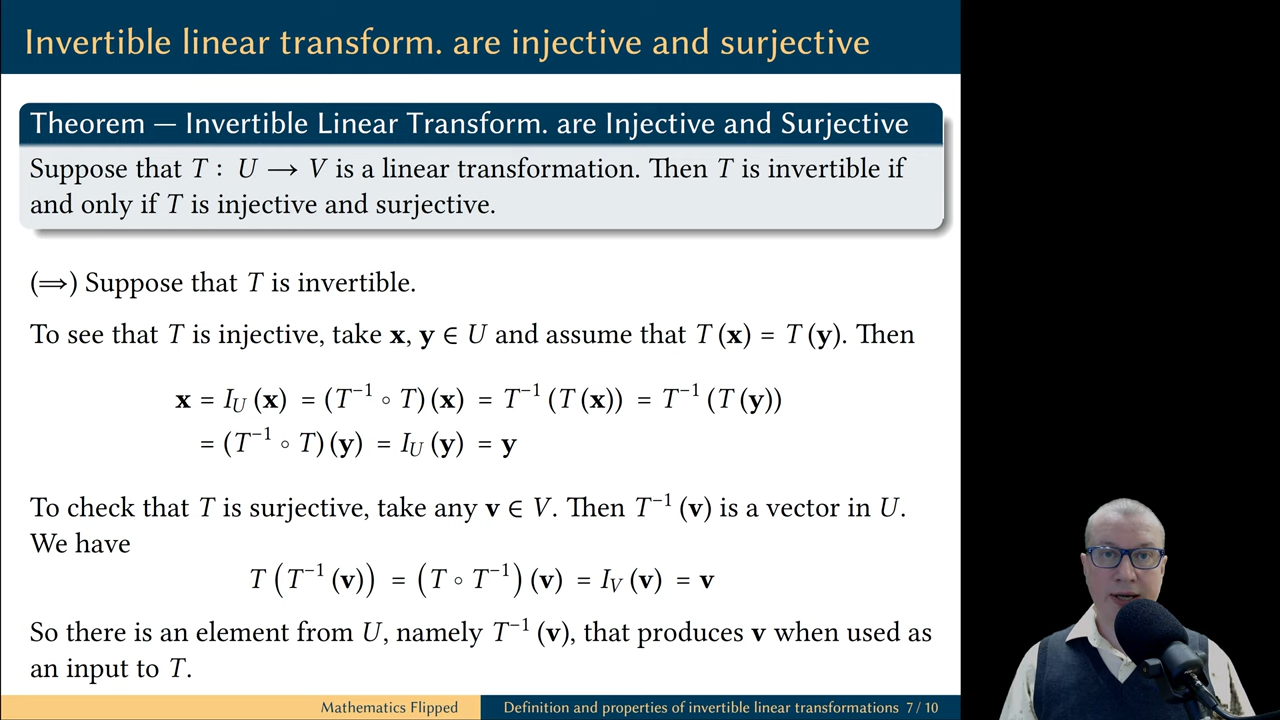 Invertible linear transform. are injective and surjective
Theorem — Invertible Linear Transform. are Injective and Surjective
Suppose that T : U ⟶ V is a linear transformation. Then T is invertible if
and only if T is injective and surjective.
(⟹) Suppose that T is invertible.
To see that T is injective, take x, y ∈ U and assume that T (x) = T (y). Then
x = I_U (x) = (T⁻¹ ∘ T) (x) = T⁻¹ (T (x)) = T⁻¹ (T (y))
= (T⁻¹ ∘ T) (y) = I_U (y) = y
To check that T is surjective, take any v ∈ V. Then T⁻¹ (v) is a vector in U.
We have
T (T⁻¹ (v)) = (T ∘ T⁻¹) (v) = I_V (v) = v
So there is an element from U, namely T⁻¹ (v), that produces v when used as
an input to T.
Mathematics Flipped Definition and properties of invertible linear transformations 7 / 10